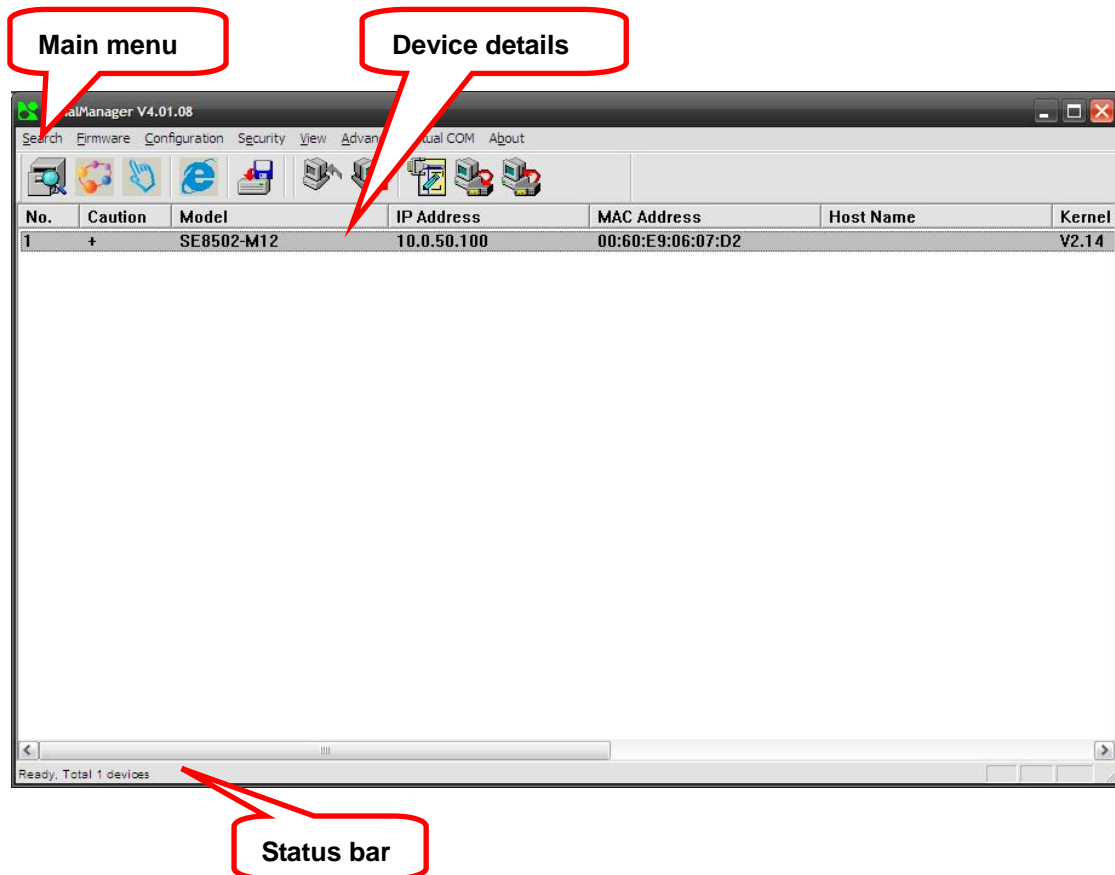 Main menu
Device details
alManager V4.01.08
Search Firmware Configuration Security View Advan tual COM About
No. Caution Model IP Address MAC Address Host Name Kernel
1 + SE8502-M12 10.0.50.100 00:60:E9:06:07:D2 V2.14
Ready, Total 1 devices
Status bar